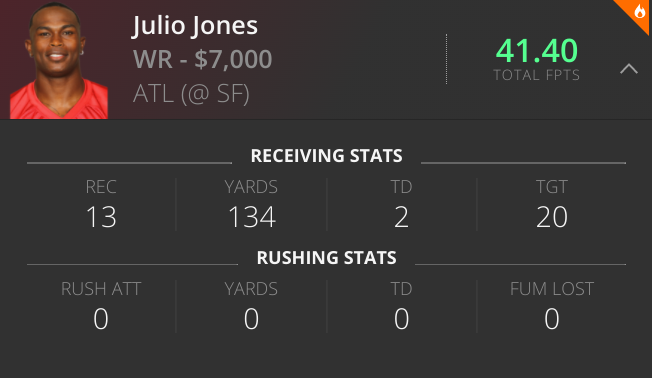 Julio Jones
WR - $7,000
ATL (@ SF)
41.40
TOTAL FPTS
RECEIVING STATS
REC YARDS TD TGT
13 134 2 20
RUSHING STATS
RUSH ATT YARDS TD FUM LOST
0 0 0 0